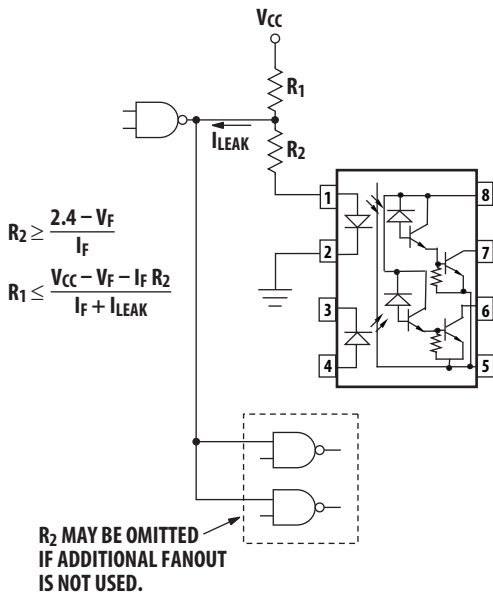 VCC
R1
ILEAK
R2
1
2
3
4
8
7
6
5
R2 ≥ (2.4 – VF) / IF
R1 ≤ (VCC – VF – IF R2) / (IF + ILEAK)
R2 MAY BE OMITTED
IF ADDITIONAL FANOUT
IS NOT USED.